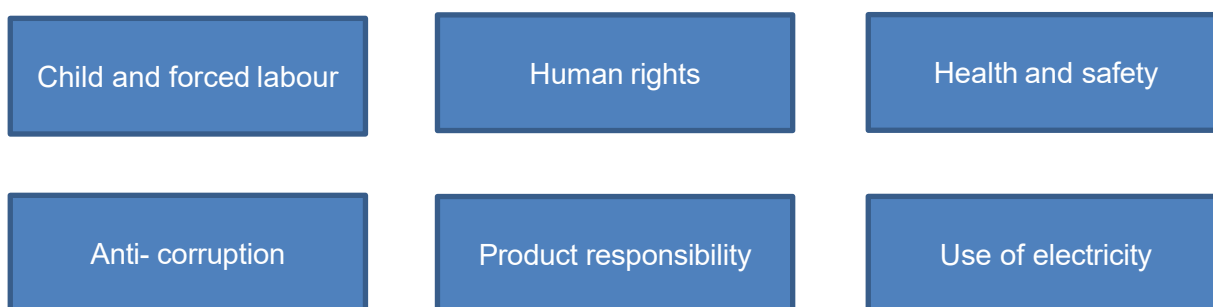 Child and forced labour
Human rights
Health and safety
Anti- corruption
Product responsibility
Use of electricity